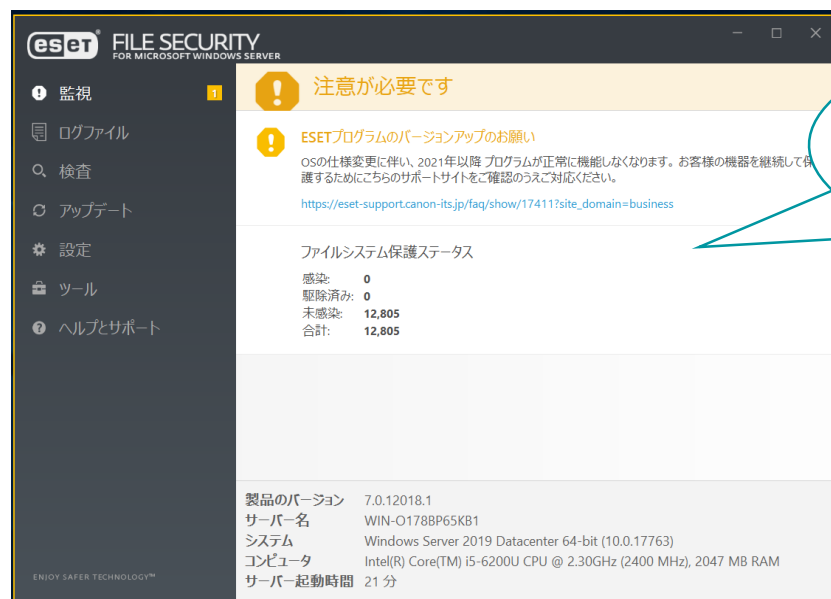 eset FILE SECURITY
FOR MICROSOFT WINDOWS SERVER
監視 1
ログファイル
検査
アップデート
設定
ツール
ヘルプとサポート
ENJOY SAFER TECHNOLOGY™
注意が必要です
ESETプログラムのバージョンアップのお願い
OSの仕様変更に伴い、2021年以降 プログラムが正常に機能しなくなります。お客様の機器を継続して保
護するためにこちらのサポートサイトをご確認のうえご対応ください。
https://eset-support.canon-its.jp/faq/show/17411?site_domain=business
ファイルシステム保護ステータス
感染: 0
駆除済み: 0
未感染: 12,805
合計: 12,805
製品のバージョン 7.0.12018.1
サーバー名 WIN-O178BP65KB1
システム Windows Server 2019 Datacenter 64-bit (10.0.17763)
コンピュータ Intel(R) Core(TM) i5-6200U CPU @ 2.30GHz (2400 MHz), 2047 MB RAM
サーバー起動時間 21 分